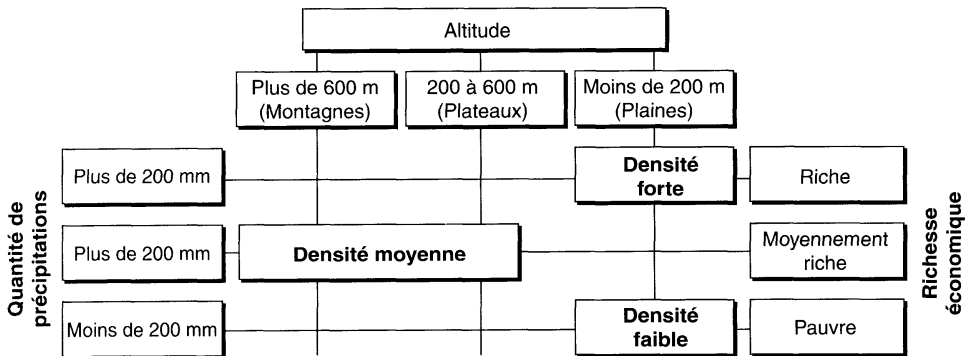 Altitude
Plus de 600 m
(Montagnes)
200 à 600 m
(Plateaux)
Moins de 200 m
(Plaines)
Quantité de
précipitations
Plus de 200 mm
Densité
forte
Riche
Plus de 200 mm
Densité moyenne
Moyennement
riche
Moins de 200 mm
Densité
faible
Pauvre
Richesse
économique